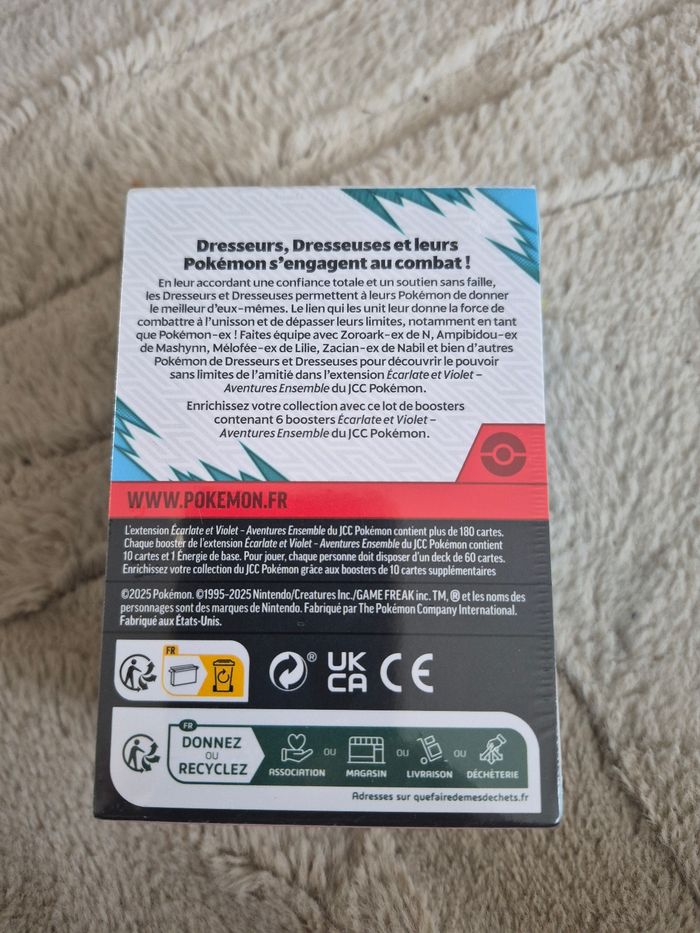 Dresseurs, Dresseuses et leurs
Pokémon s'engagent au combat !
En leur accordant une confiance totale et un soutien sans faille,
les Dresseurs et Dresseuses permettent à leurs Pokémon de donner
le meilleur d'eux-mêmes. Le lien qui les unit leur donne la force de
combattre à l'unisson et de dépasser leurs limites, notamment en tant
que Pokémon-ex ! Faites équipe avec Zoroark-ex de N, Ampibidou-ex
de Mashynn, Mélofée-ex de Lilie, Zacian-ex de Nabil et bien d'autres
Pokémon de Dresseurs et Dresseuses pour découvrir le pouvoir
sans limites de l'amitié dans l'extension Écarlate et Violet –
Aventures Ensemble du JCC Pokémon.
Enrichissez votre collection avec ce lot de boosters
contenant 6 boosters Écarlate et Violet –
Aventures Ensemble du JCC Pokémon.
WWW.POKEMON.FR
L'extension Écarlate et Violet – Aventures Ensemble du JCC Pokémon contient plus de 180 cartes.
Chaque booster de l'extension Écarlate et Violet – Aventures Ensemble du JCC Pokémon contient
10 cartes et 1 Énergie de base. Pour jouer, chaque personne doit disposer d'un deck de 60 cartes.
Enrichissez votre collection du JCC Pokémon grâce aux boosters de 10 cartes supplémentaires
©2025 Pokémon. ©1995-2025 Nintendo/Creatures Inc./GAME FREAK inc. TM, ® et les noms des
personnages sont des marques de Nintendo. Fabriqué par The Pokémon Company International.
Fabriqué aux États-Unis.
FR
® UK
CA CE
FR
DONNEZ
OU
RECYCLEZ
ASSOCIATION OU MAGASIN OU LIVRAISON OU DÉCHÈTERIE
Adresses sur quefairedemesdechets.fr